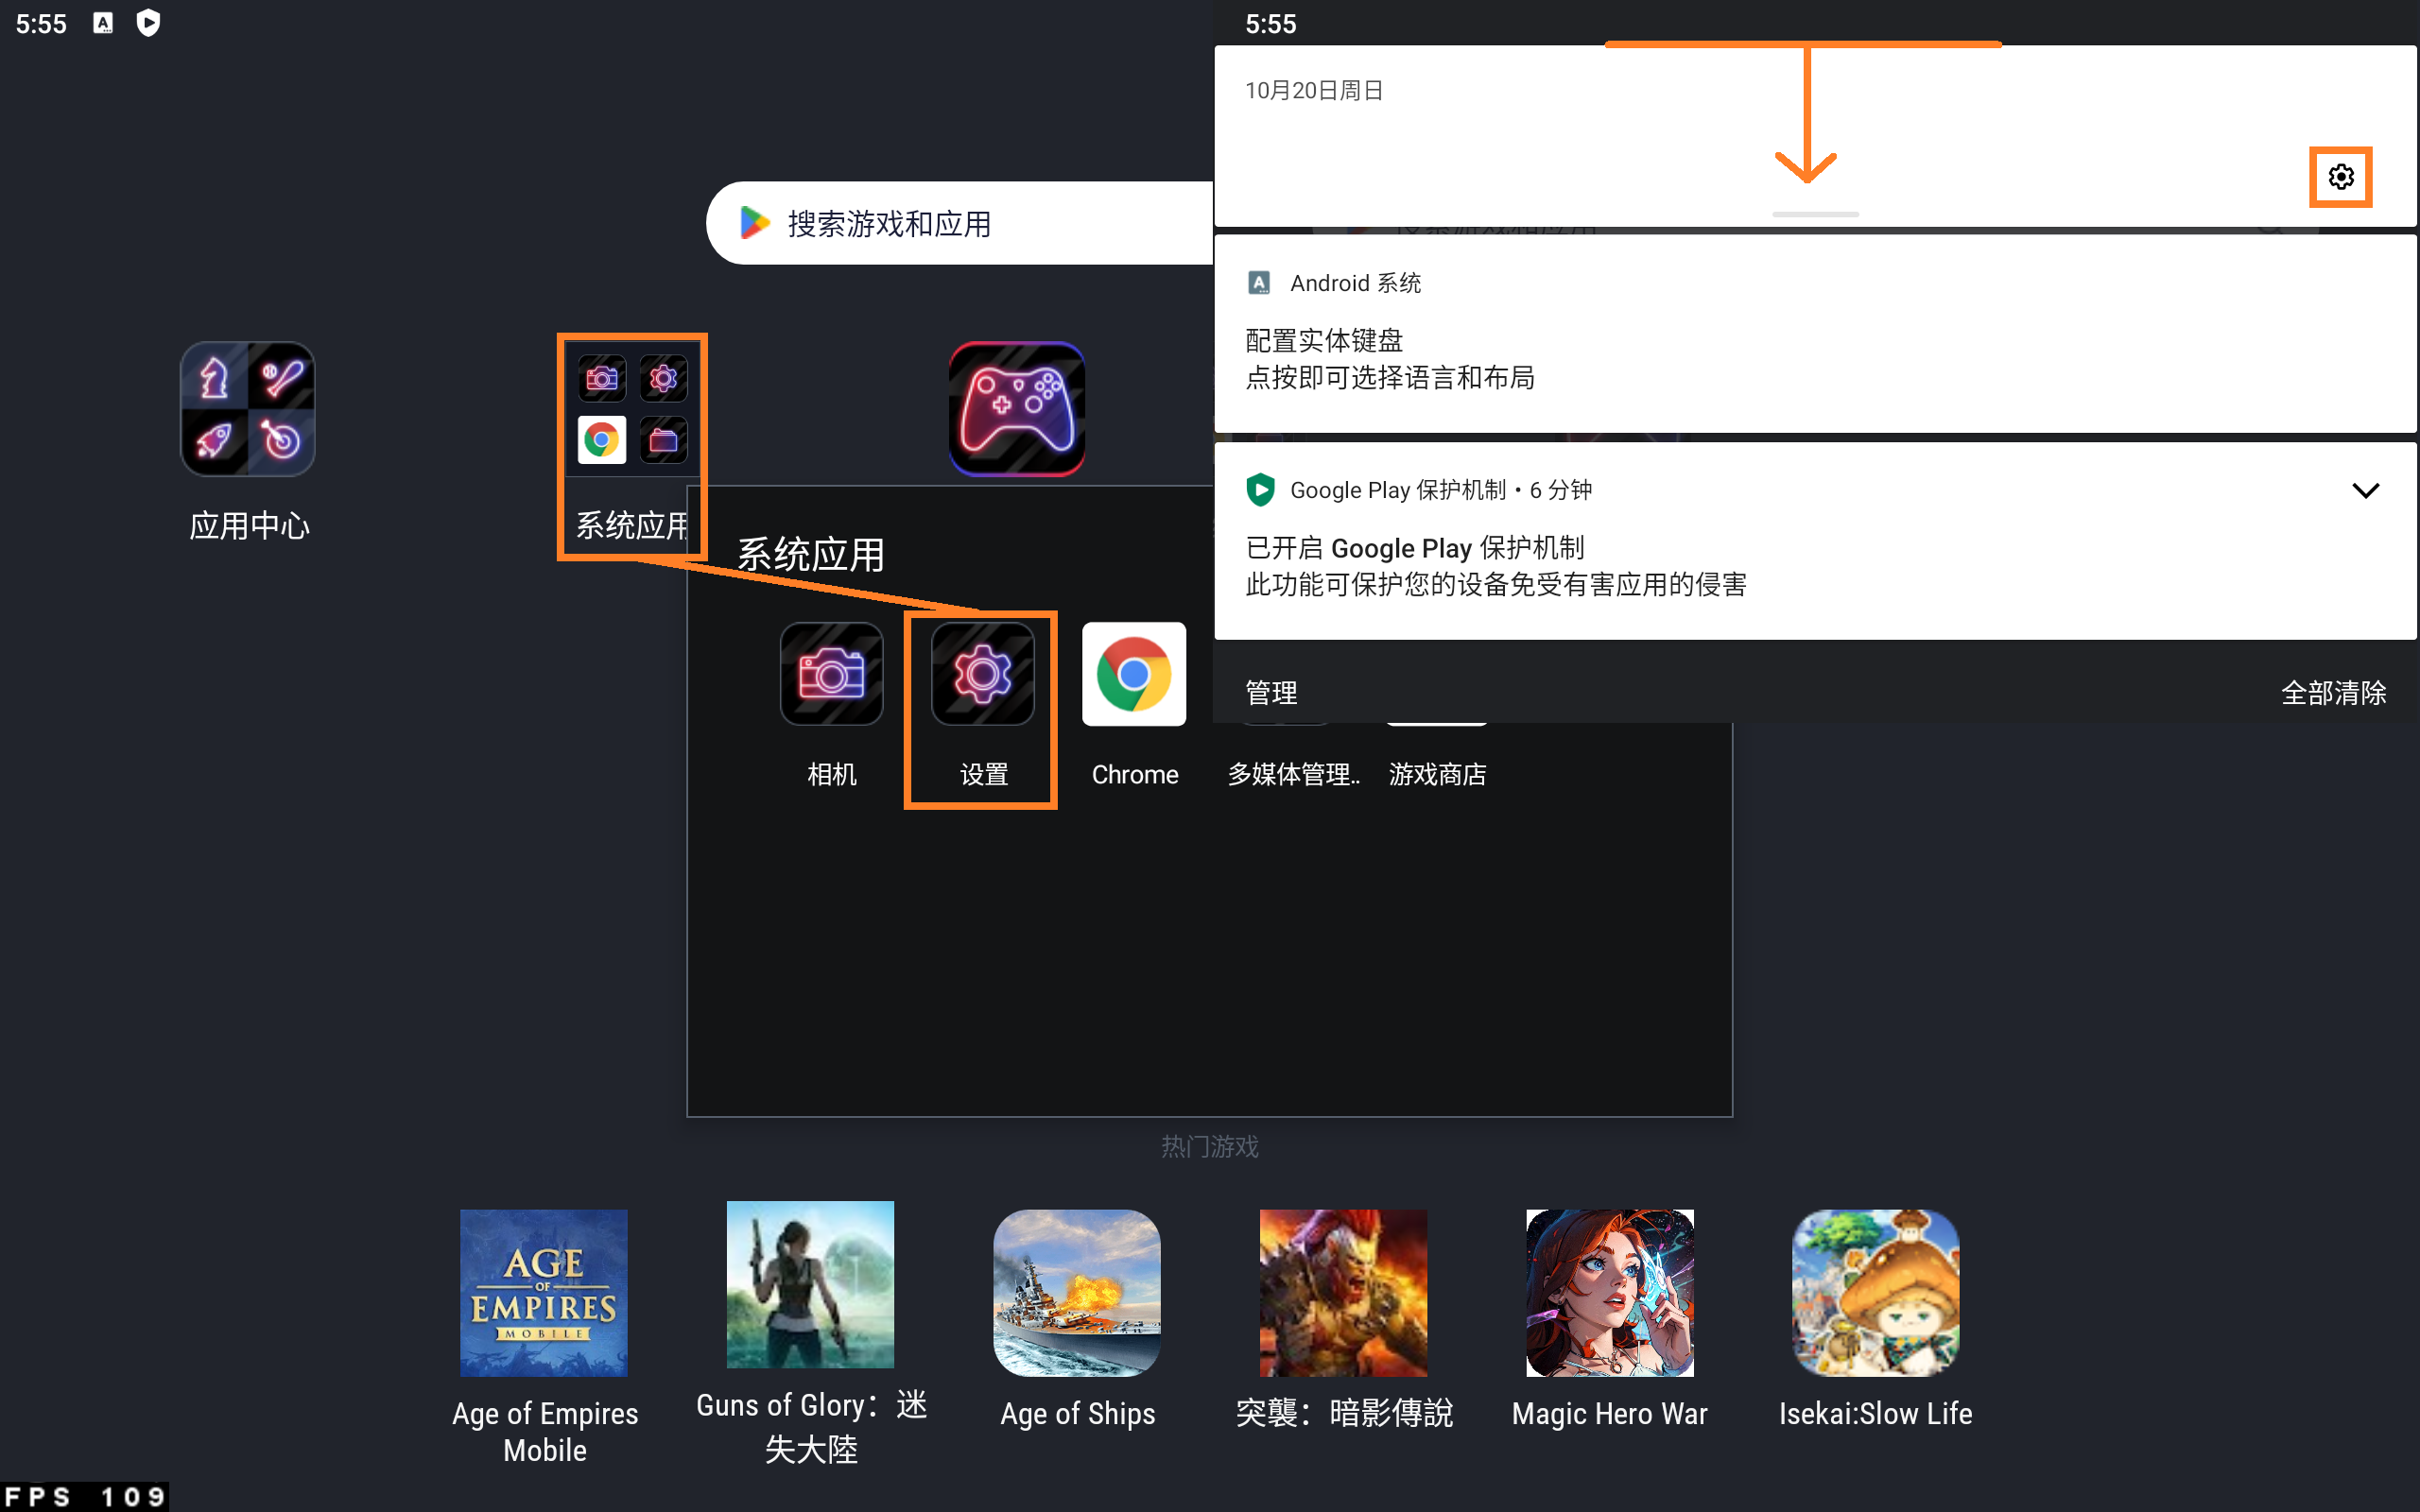 5:55
搜索游戏和应用
应用中心
系统应用
系统应用
相机
设置
Chrome
多媒体管理..
游戏商店
5:55
10月20日周日
Android 系统
配置实体键盘
点按即可选择语言和布局
Google Play 保护机制 • 6 分钟
已开启 Google Play 保护机制
此功能可保护您的设备免受有害应用的侵害
管理
全部清除
热门游戏
AGE
OF
EMPIRES
MOBILE
Age of Empires
Mobile
Guns of Glory：迷
失大陸
Age of Ships
突襲：暗影傳說
Magic Hero War
Isekai:Slow Life
FPS 109